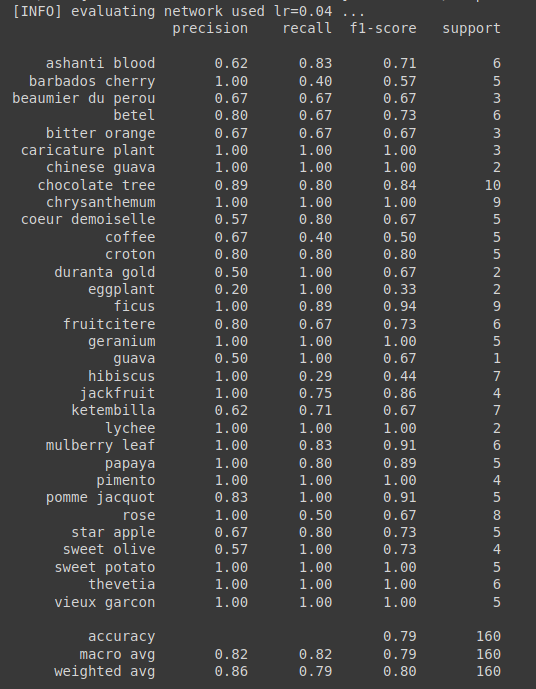 [INFO] evaluating network used lr=0.04 ...
precision recall f1-score support
ashanti blood 0.62 0.83 0.71 6
barbados cherry 1.00 0.40 0.57 5
beaumier du perou 0.67 0.67 0.67 3
betel 0.80 0.67 0.73 6
bitter orange 0.67 0.67 0.67 3
caricature plant 1.00 1.00 1.00 3
chinese guava 1.00 1.00 1.00 2
chocolate tree 0.89 0.80 0.84 10
chrysanthemum 1.00 1.00 1.00 9
coeur demoiselle 0.57 0.80 0.67 5
coffee 0.67 0.40 0.50 5
croton 0.80 0.80 0.80 5
duranta gold 0.50 1.00 0.67 2
eggplant 0.20 1.00 0.33 2
ficus 1.00 0.89 0.94 9
fruitcitere 0.80 0.67 0.73 6
geranium 1.00 1.00 1.00 5
guava 0.50 1.00 0.67 1
hibiscus 1.00 0.29 0.44 7
jackfruit 1.00 0.75 0.86 4
ketembilla 0.62 0.71 0.67 7
lychee 1.00 1.00 1.00 2
mulberry leaf 1.00 0.83 0.91 6
papaya 1.00 0.80 0.89 5
pimento 1.00 1.00 1.00 4
pomme jacquot 0.83 1.00 0.91 5
rose 1.00 0.50 0.67 8
star apple 0.67 0.80 0.73 5
sweet olive 0.57 1.00 0.73 4
sweet potato 1.00 1.00 1.00 5
thevetia 1.00 1.00 1.00 6
vieux garcon 1.00 1.00 1.00 5
accuracy 0.79 160
macro avg 0.82 0.82 0.79 160
weighted avg 0.86 0.79 0.80 160